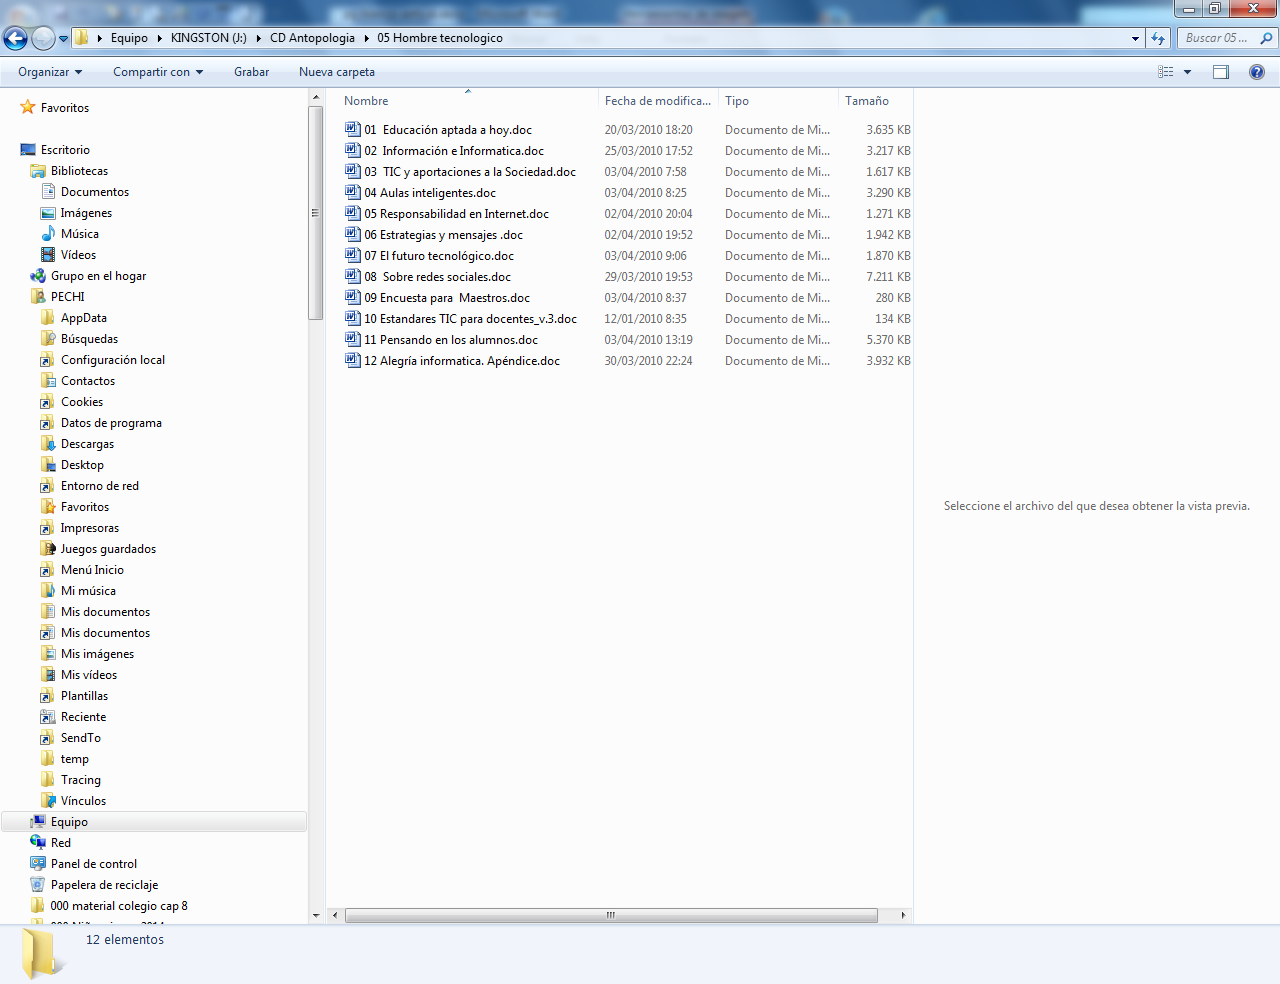 Equipo KINGSTON (J:) CD Antopologia 05 Hombre tecnologico
Buscar 05 ...
Organizar Compartir con Grabar Nueva carpeta
Favoritos
Escritorio
Bibliotecas
Documentos
Imágenes
Música
Vídeos
Grupo en el hogar
PECHI
AppData
Búsquedas
Configuración local
Contactos
Cookies
Datos de programa
Descargas
Desktop
Entorno de red
Favoritos
Impresoras
Juegos guardados
Menú Inicio
Mi música
Mis documentos
Mis documentos
Mis imágenes
Mis vídeos
Plantillas
Reciente
SendTo
temp
Tracing
Vínculos
Equipo
Red
Panel de control
Papelera de reciclaje
000 material colegio cap 8
Nombre Fecha de modifica... Tipo Tamaño
01 Educación aptada a hoy.doc 20/03/2010 18:20 Documento de Mi... 3.635 KB
02 Información e Informatica.doc 25/03/2010 17:52 Documento de Mi... 3.217 KB
03 TIC y aportaciones a la Sociedad.doc 03/04/2010 7:58 Documento de Mi... 1.617 KB
04 Aulas inteligentes.doc 03/04/2010 8:25 Documento de Mi... 3.290 KB
05 Responsabilidad en Internet.doc 02/04/2010 20:04 Documento de Mi... 1.271 KB
06 Estrategias y mensajes .doc 02/04/2010 19:52 Documento de Mi... 1.942 KB
07 El futuro tecnológico.doc 03/04/2010 9:06 Documento de Mi... 1.870 KB
08 Sobre redes sociales.doc 29/03/2010 19:53 Documento de Mi... 7.211 KB
09 Encuesta para Maestros.doc 03/04/2010 8:37 Documento de Mi... 280 KB
10 Estandares TIC para docentes_v.3.doc 12/01/2010 8:35 Documento de Mi... 134 KB
11 Pensando en los alumnos.doc 03/04/2010 13:19 Documento de Mi... 5.370 KB
12 Alegría informatica. Apéndice.doc 30/03/2010 22:24 Documento de Mi... 3.932 KB
Seleccione el archivo del que desea obtener la vista previa.
12 elementos